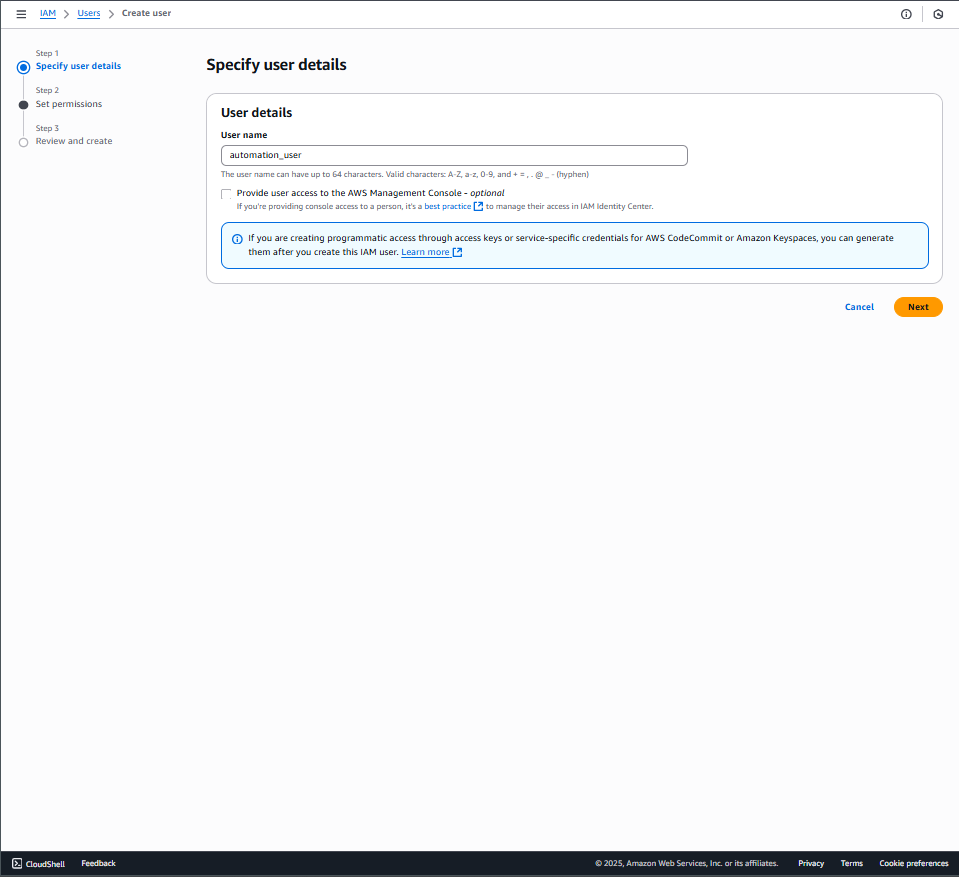 IAM > Users > Create user
Step 1
Specify user details
Step 2
Set permissions
Step 3
Review and create
Specify user details
User details
User name
automation_user
The user name can have up to 64 characters. Valid characters: A-Z, a-z, 0-9, and + = , . @ _ - (hyphen)
Provide user access to the AWS Management Console - optional
If you're providing console access to a person, it's a best practice to manage their access in IAM Identity Center.
If you are creating programmatic access through access keys or service-specific credentials for AWS CodeCommit or Amazon Keyspaces, you can generate
them after you create this IAM user. Learn more
Cancel Next
CloudShell Feedback © 2025, Amazon Web Services, Inc. or its affiliates. Privacy Terms Cookie preferences